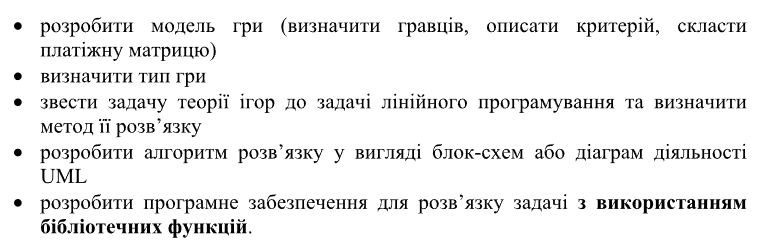 • розробити модель гри (визначити гравців, описати критерій, скласти
платіжну матрицю)
• визначити тип гри
• звести задачу теорії ігор до задачі лінійного програмування та визначити
метод її розв’язку
• розробити алгоритм розв’язку у вигляді блок-схем або діаграм діяльності
UML
• розробити програмне забезпечення для розв’язку задачі з використанням
бібліотечних функцій.